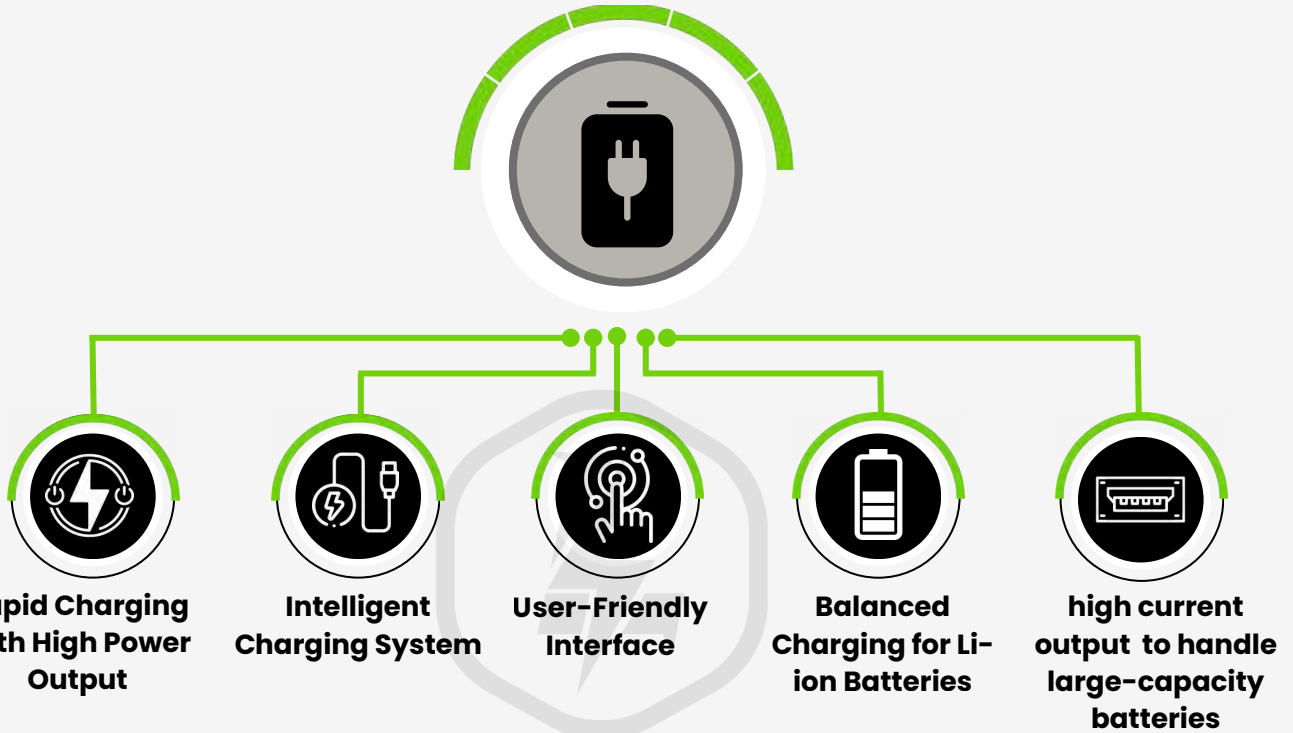 apid Charging
th High Power
Output
Intelligent
Charging System
User-Friendly
Interface
Balanced
Charging for Li-
ion Batteries
high current
output to handle
large-capacity
batteries